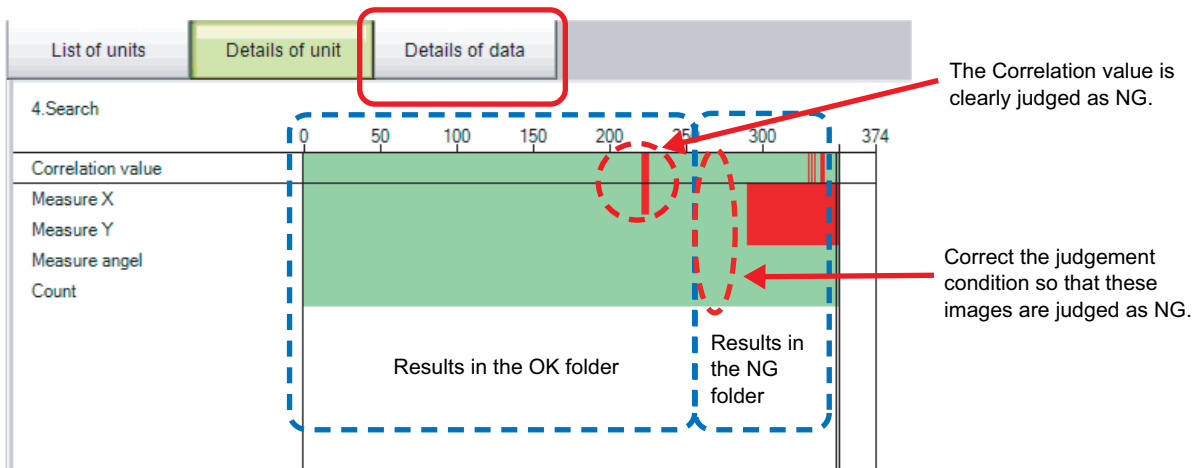 List of units
Details of unit
Details of data
The Correlation value is
clearly judged as NG.
4.Search
0 50 100 150 200 250 300 374
Correlation value
Measure X
Measure Y
Measure angel
Count
Correct the judgement
condition so that these
images are judged as NG.
Results in the OK folder
Results in
the NG
folder